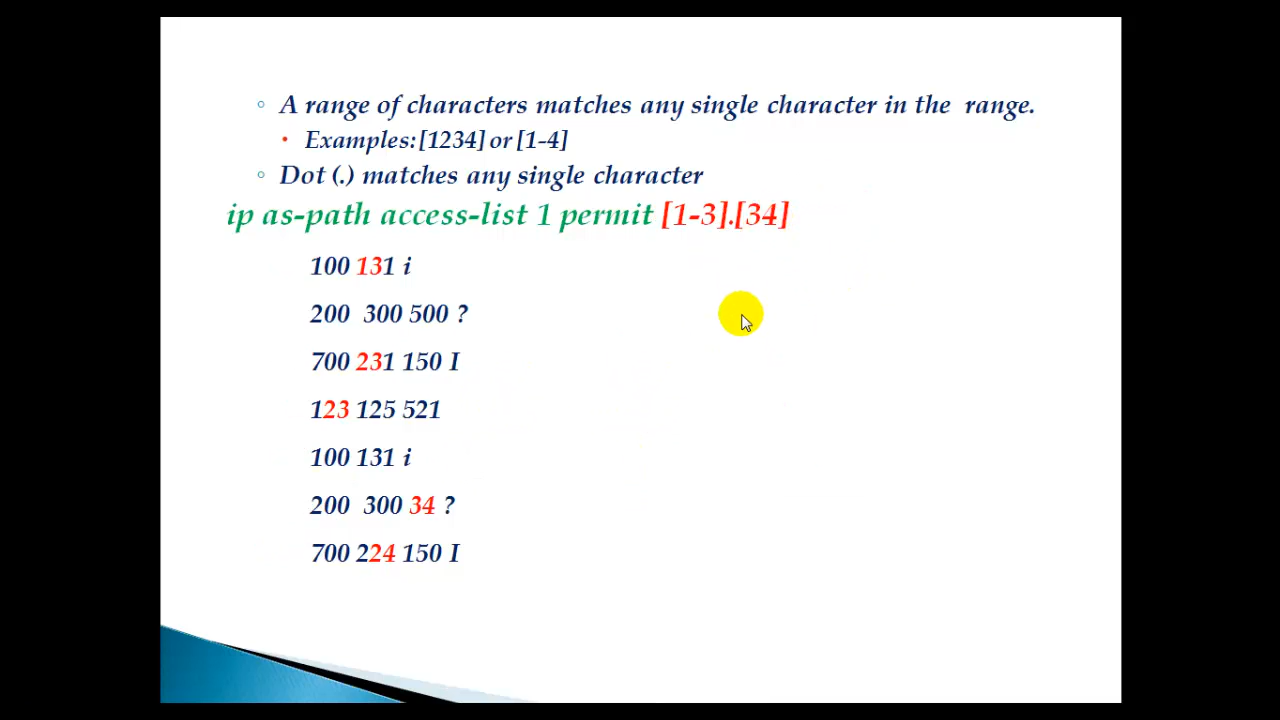 A range of characters matches any single character in the range.
Examples: [1234] or [1-4]
Dot (.) matches any single character
ip as-path access-list 1 permit [1-3].[34]
100 131 i
200 300 500 ?
700 231 150 I
123 125 521
100 131 i
200 300 34 ?
700 224 150 I